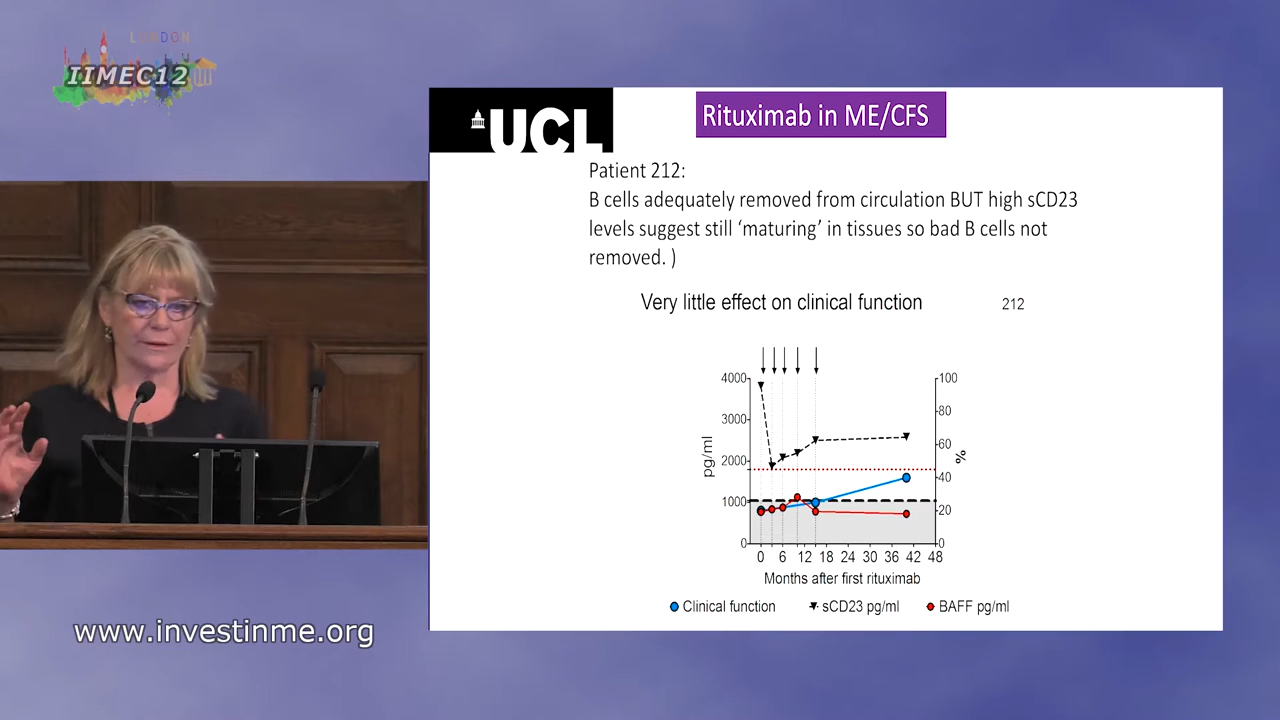 LONDON
IIMEC12
UCL
Rituximab in ME/CFS
Patient 212:
B cells adequately removed from circulation BUT high sCD23
levels suggest still ‘maturing’ in tissues so bad B cells not
removed. )
Very little effect on clinical function
212
4000
3000
2000
1000
0
pg/ml
100
80
60
40
20
0
%
0 6 12 18 24 30 36 42 48
Months after first rituximab
Clinical function
sCD23 pg/ml
BAFF pg/ml
www.investinme.org